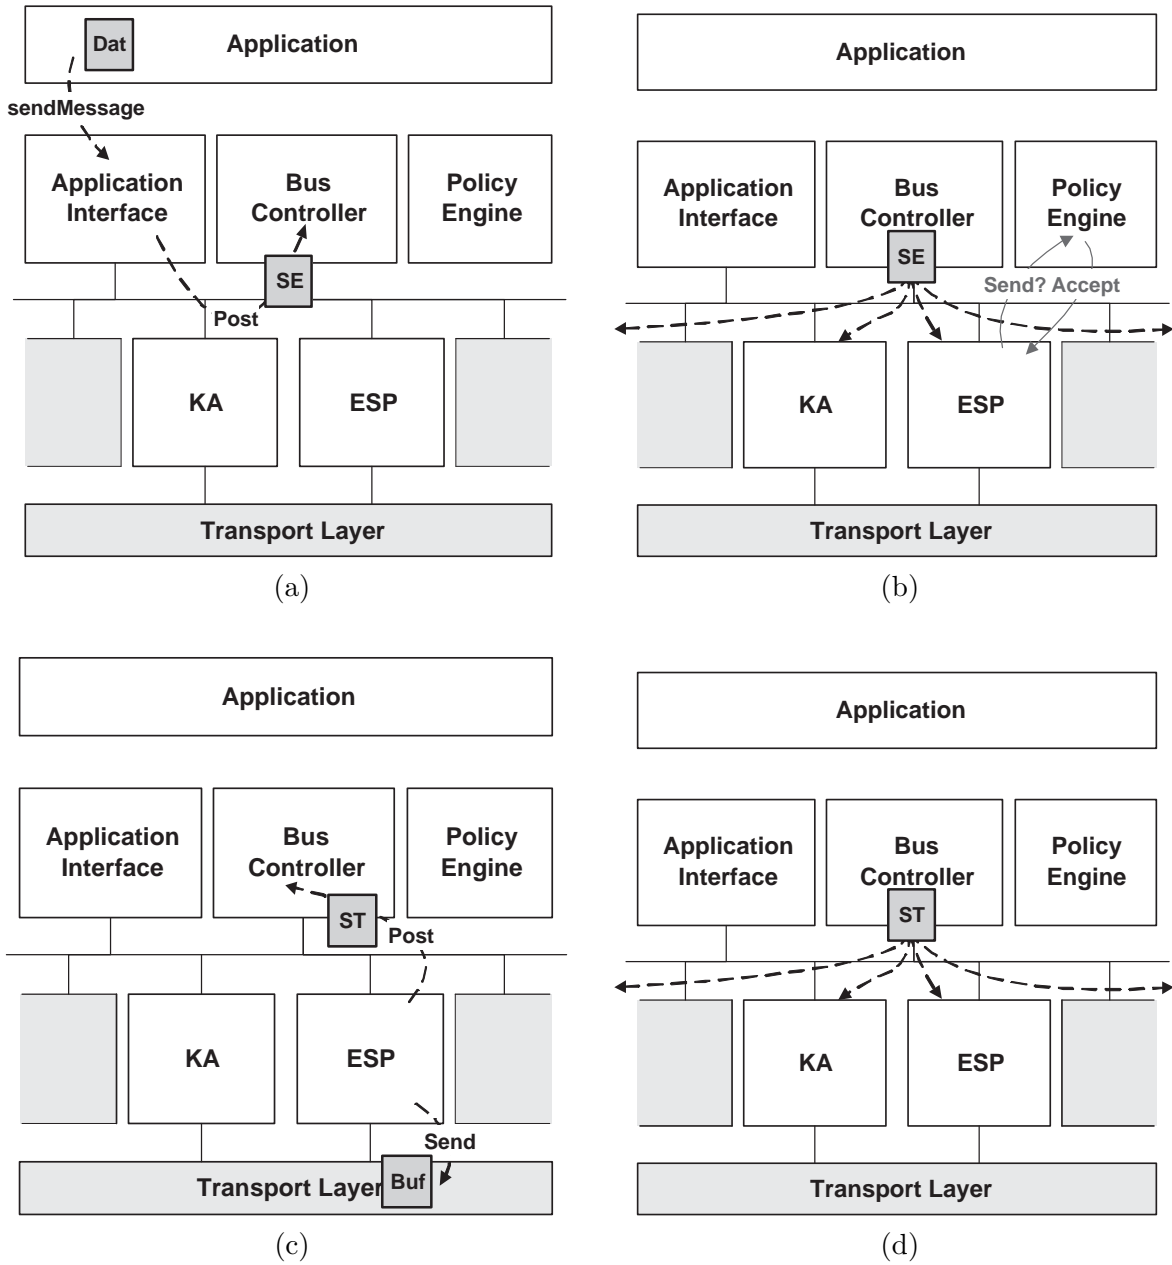 Dat
Application
sendMessage
Application
Interface
Bus
Controller
Policy
Engine
SE
Post
KA
ESP
Transport Layer
(a)
Application
Application
Interface
Bus
Controller
Policy
Engine
SE
Send? Accept
KA
ESP
Transport Layer
(b)
Application
Application
Interface
Bus
Controller
Policy
Engine
ST
Post
KA
ESP
Send
Transport Layer
Buf
(c)
Application
Application
Interface
Bus
Controller
Policy
Engine
ST
KA
ESP
Transport Layer
(d)